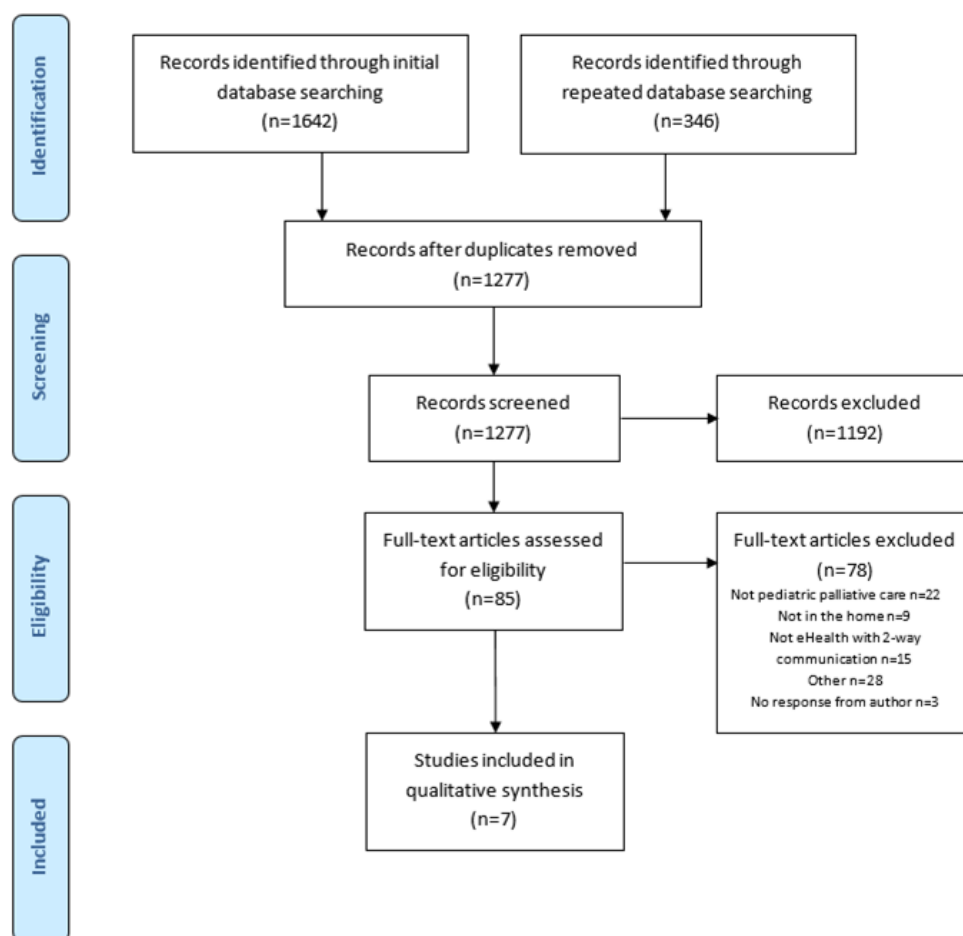 Identification
Records identified through initial
database searching
(n=1642)
Records identified through
repeated database searching
(n=346)
Records after duplicates removed
(n=1277)
Screening
Records screened
(n=1277)
Records excluded
(n=1192)
Eligibility
Full-text articles assessed
for eligibility
(n=85)
Full-text articles excluded
(n=78)
Not pediatric palliative care n=22
Not in the home n=9
Not eHealth with 2-way
communication n=15
Other n=28
No response from author n=3
Included
Studies included in
qualitative synthesis
(n=7)